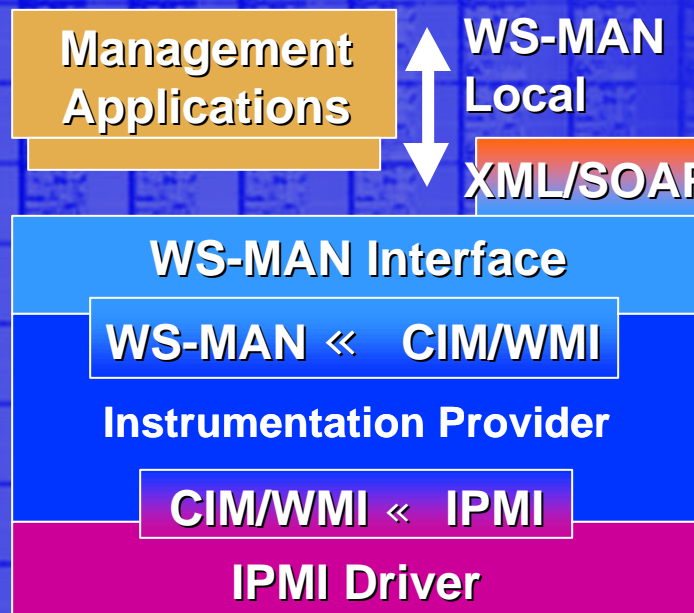 Management
Applications
WS-MAN
Local
XML/SOAP
WS-MAN Interface
WS-MAN « CIM/WMI
Instrumentation Provider
CIM/WMI « IPMI
IPMI Driver